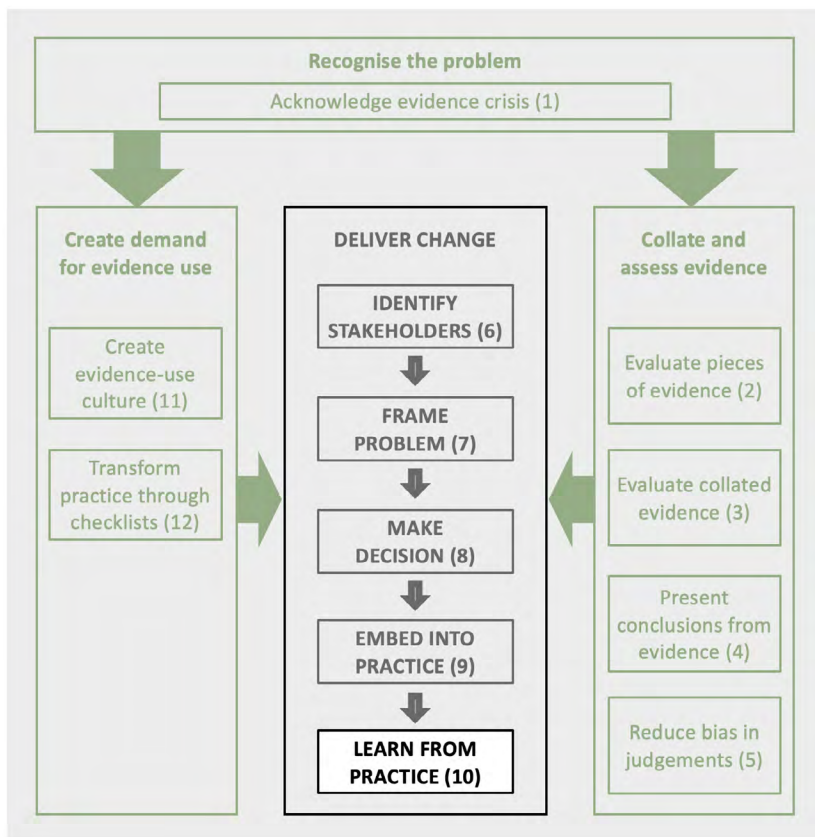 Recognise the problem
Acknowledge evidence crisis (1)
Create demand
for evidence use
Create
evidence-use
culture (11)
Transform
practice through
checklists (12)
DELIVER CHANGE
IDENTIFY
STAKEHOLDERS (6)
FRAME
PROBLEM (7)
MAKE
DECISION (8)
EMBED INTO
PRACTICE (9)
LEARN FROM
PRACTICE (10)
Collate and
assess evidence
Evaluate pieces
of evidence (2)
Evaluate collated
evidence (3)
Present
conclusions from
evidence (4)
Reduce bias in
judgements (5)